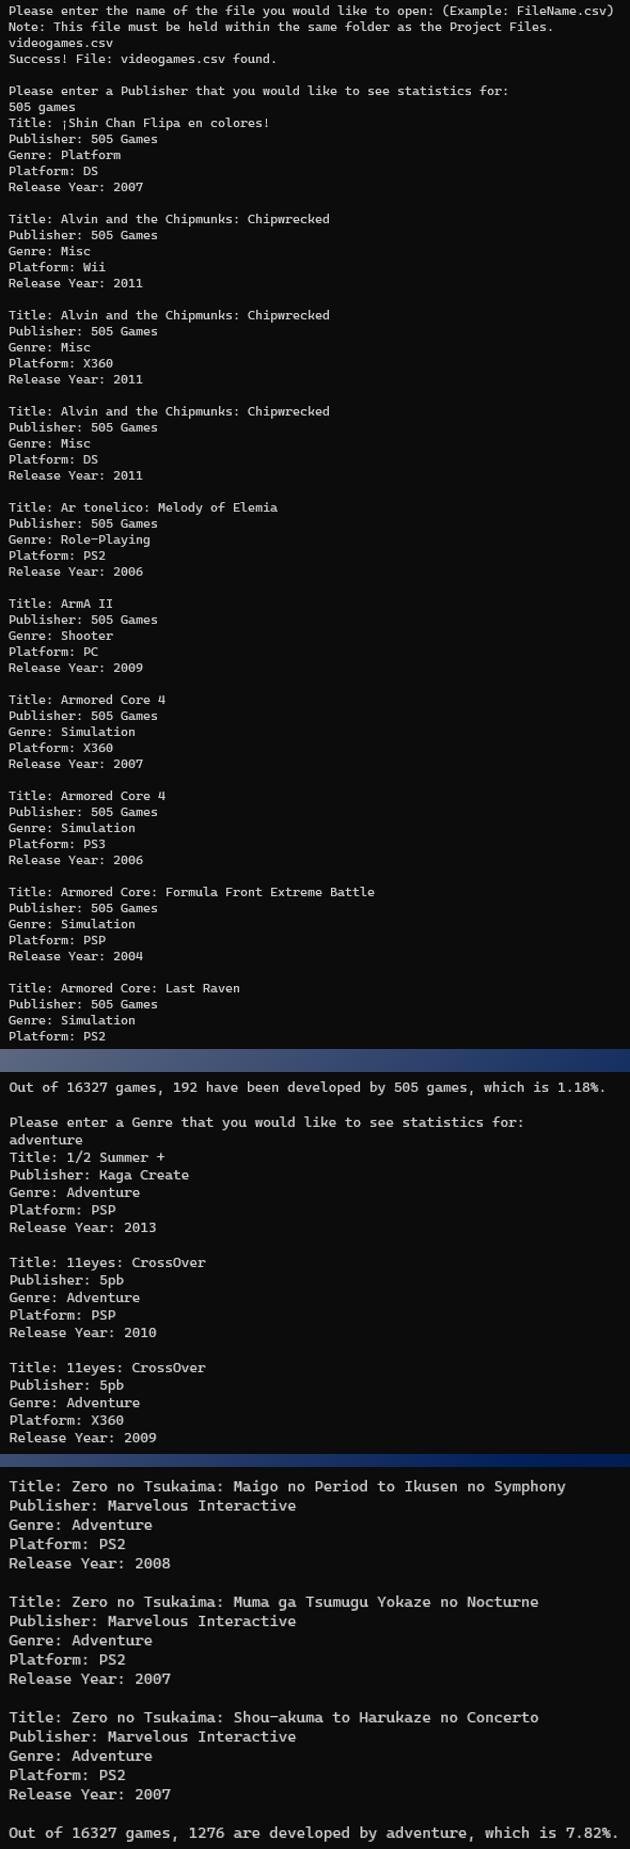 Please enter the name of the file you would like to open: (Example: FileName.csv)
Note: This file must be held within the same folder as the Project Files.
videogames.csv
Success! File: videogames.csv found.
Please enter a Publisher that you would like to see statistics for:
505 games
Title: ¡Shin Chan Flipa en colores!
Publisher: 505 Games
Genre: Platform
Platform: DS
Release Year: 2007
Title: Alvin and the Chipmunks: Chipwrecked
Publisher: 505 Games
Genre: Misc
Platform: Wii
Release Year: 2011
Title: Alvin and the Chipmunks: Chipwrecked
Publisher: 505 Games
Genre: Misc
Platform: X360
Release Year: 2011
Title: Alvin and the Chipmunks: Chipwrecked
Publisher: 505 Games
Genre: Misc
Platform: DS
Release Year: 2011
Title: Ar tonelico: Melody of Elemia
Publisher: 505 Games
Genre: Role-Playing
Platform: PS2
Release Year: 2006
Title: ArmA II
Publisher: 505 Games
Genre: Shooter
Platform: PC
Release Year: 2009
Title: Armored Core 4
Publisher: 505 Games
Genre: Simulation
Platform: X360
Release Year: 2007
Title: Armored Core 4
Publisher: 505 Games
Genre: Simulation
Platform: PS3
Release Year: 2006
Title: Armored Core: Formula Front Extreme Battle
Publisher: 505 Games
Genre: Simulation
Platform: PSP
Release Year: 2004
Title: Armored Core: Last Raven
Publisher: 505 Games
Genre: Simulation
Platform: PS2
Out of 16327 games, 192 have been developed by 505 games, which is 1.18%.
Please enter a Genre that you would like to see statistics for:
adventure
Title: 1/2 Summer +
Publisher: Kaga Create
Genre: Adventure
Platform: PSP
Release Year: 2013
Title: 11eyes: CrossOver
Publisher: 5pb
Genre: Adventure
Platform: PSP
Release Year: 2010
Title: 11eyes: CrossOver
Publisher: 5pb
Genre: Adventure
Platform: X360
Release Year: 2009
Title: Zero no Tsukaima: Maigo no Period to Ikusen no Symphony
Publisher: Marvelous Interactive
Genre: Adventure
Platform: PS2
Release Year: 2008
Title: Zero no Tsukaima: Muma ga Tsumugu Yokaze no Nocturne
Publisher: Marvelous Interactive
Genre: Adventure
Platform: PS2
Release Year: 2007
Title: Zero no Tsukaima: Shou-akuma to Harukaze no Concerto
Publisher: Marvelous Interactive
Genre: Adventure
Platform: PS2
Release Year: 2007
Out of 16327 games, 1276 are developed by adventure, which is 7.82%.